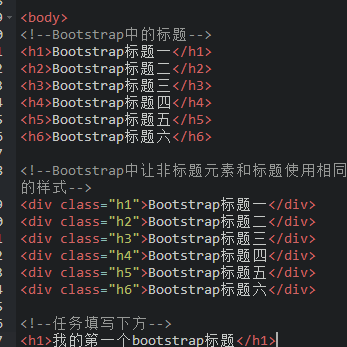 <body>
<!--Bootstrap中的标题-->
<h1>Bootstrap标题一</h1>
<h2>Bootstrap标题二</h2>
<h3>Bootstrap标题三</h3>
<h4>Bootstrap标题四</h4>
<h5>Bootstrap标题五</h5>
<h6>Bootstrap标题六</h6>
<!--Bootstrap中让非标题元素和标题使用相同
的样式-->
<div class="h1">Bootstrap标题一</div>
<div class="h2">Bootstrap标题二</div>
<div class="h3">Bootstrap标题三</div>
<div class="h4">Bootstrap标题四</div>
<div class="h5">Bootstrap标题五</div>
<div class="h6">Bootstrap标题六</div>
<!--任务填写下方-->
<h1>我的第一个bootstrap标题</h1>